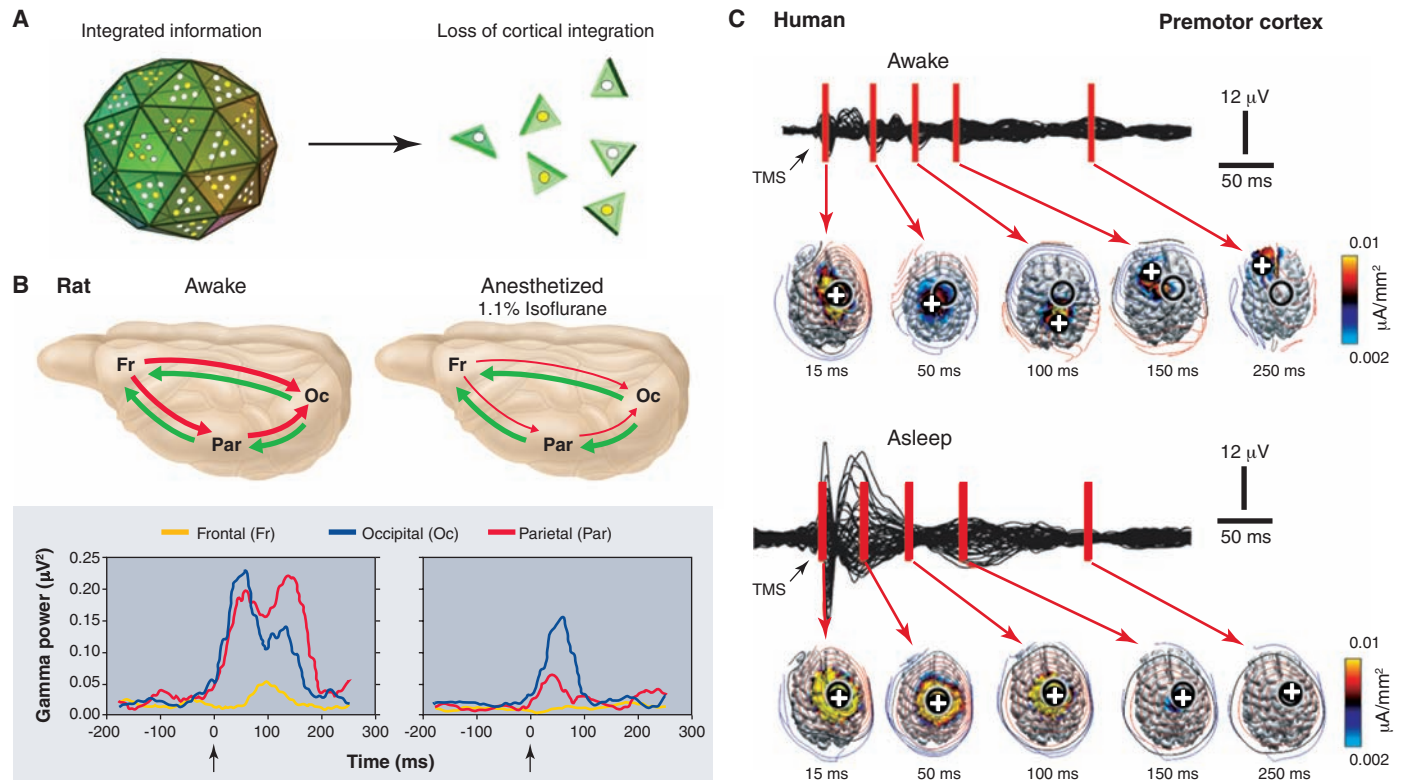 A
Integrated information
Loss of cortical integration
B Rat
Awake
Anesthetized
1.1% Isoflurane
Fr
Oc
Par
Fr
Oc
Par
Frontal (Fr)
Occipital (Oc)
Parietal (Par)
Gamma power (µV²)
0.25
0.20
0.15
0.10
0.05
0.00
-200 -100 0 100 200 300
-200 -100 0 100 200 300
Time (ms)
C Human
Premotor cortex
Awake
12 µV
50 ms
TMS
15 ms
50 ms
100 ms
150 ms
250 ms
0.01
µA/mm²
0.002
Asleep
12 µV
50 ms
TMS
15 ms
50 ms
100 ms
150 ms
250 ms
0.01
µA/mm²
0.002